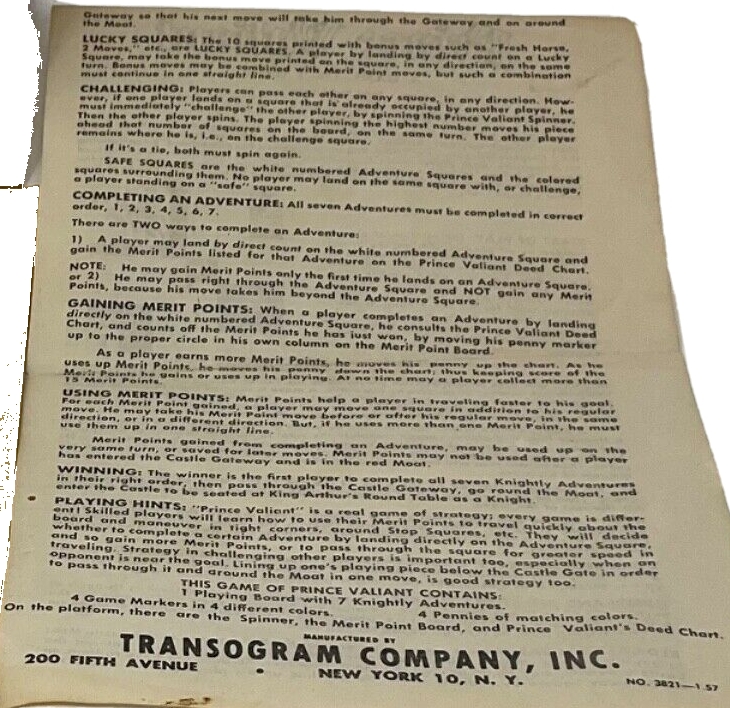 Gateway so that his next move will take him through the Gateway and on around
the Moat.
LUCKY SQUARES: The 10 squares printed with bonus moves such as "Fresh Horse,
2 Moves," etc., are LUCKY SQUARES. A player by landing by direct count on a Lucky
Square, may take the bonus move printed on the square, in any direction, on the same
turn. Bonus moves may be combined with Merit Point moves, but such a combination
must continue in one straight line.
CHALLENGING: Players can pass each other on any square, in any direction. How-
ever, if one player lands on a square that is already occupied by another player, he
must immediately "challenge" the other player, by spinning the Prince Valiant Spinner.
Then the other player spins. The player spinning the highest number moves his piece
ahead that number of squares on the board, on the same turn. The other player
remains where he is, i.e., on the challenge square.
If it's a tie, both must spin again.
SAFE SQUARES are the white numbered Adventure Squares and the colored
squares surrounding them. No player may land on the same square with, or challenge,
a player standing on a "safe" square.
COMPLETING AN ADVENTURE: All seven Adventures must be completed in correct
order, 1, 2, 3, 4, 5, 6, 7.
There are TWO ways to complete an Adventure:
1) A player may land by direct count on the white numbered Adventure Square and
gain the Merit Points listed for that Adventure on the Prince Valiant Deed Chart.
NOTE: He may gain Merit Points only the first time he lands on an Adventure Square.
or 2) He may pass right through the Adventure Square and NOT gain any Merit
Points, because his move takes him beyond the Adventure Square.
GAINING MERIT POINTS: When a player completes an Adventure by landing
directly on the white numbered Adventure Square, he consults the Prince Valiant Deed
Chart, and counts off the Merit Points he has just won, by moving his penny marker
up to the proper circle in his own column on the Merit Point Board.
As a player earns more Merit Points, he moves his penny up the chart. As he
uses up Merit Points, he moves his penny down the chart, thus keeping score of the
Merit Points he gains or uses up in playing. At no time may a player collect more than
15 Merit Points.
USING MERIT POINTS: Merit Points help a player in traveling faster to his goal.
For each Merit Point gained, a player may move one square in addition to his regular
move. He may take his Merit Point move before or after his regular move, in the same
direction, or in a different direction. But, if he uses more than one Merit Point, he must
use them up in one straight line.
Merit Points gained from completing an Adventure, may be used up on the
very same turn, or saved for later moves. Merit Points may not be used after a player
has entered the Castle Gateway and is in the red Moat.
WINNING: The winner is the first player to complete all seven Knightly Adventures
in their right order, then pass through the Castle Gateway, go round the Moat, and
enter the Castle to be seated at King Arthur's Round Table as a Knight.
PLAYING HINTS: "Prince Valiant" is a real game of strategy; every game is differ-
ent! Skilled players will learn how to use their Merit Points to travel quickly about the
board and maneuver in tight corners, around Stop Squares, etc. They will decide
whether to complete a certain Adventure by landing directly on the Adventure Square,
and so gain more Merit Points, or to pass through the square for greater speed in
traveling. Strategy in challenging other players is important too, especially when an
opponent is near the goal. Lining up one's playing piece below the Castle Gate in order
to pass through it and around the Moat in one move, is good strategy too.
THIS GAME OF PRINCE VALIANT CONTAINS:
1 Playing Board with 7 Knightly Adventures.
4 Game Markers in 4 different colors. 4 Pennies of matching colors.
On the platform, there are the Spinner, the Merit Point Board, and Prince Valiant's Deed Chart.
MANUFACTURED BY
TRANSOGRAM COMPANY, INC.
200 FIFTH AVENUE • NEW YORK 10, N. Y.
NO. 3821—1 57